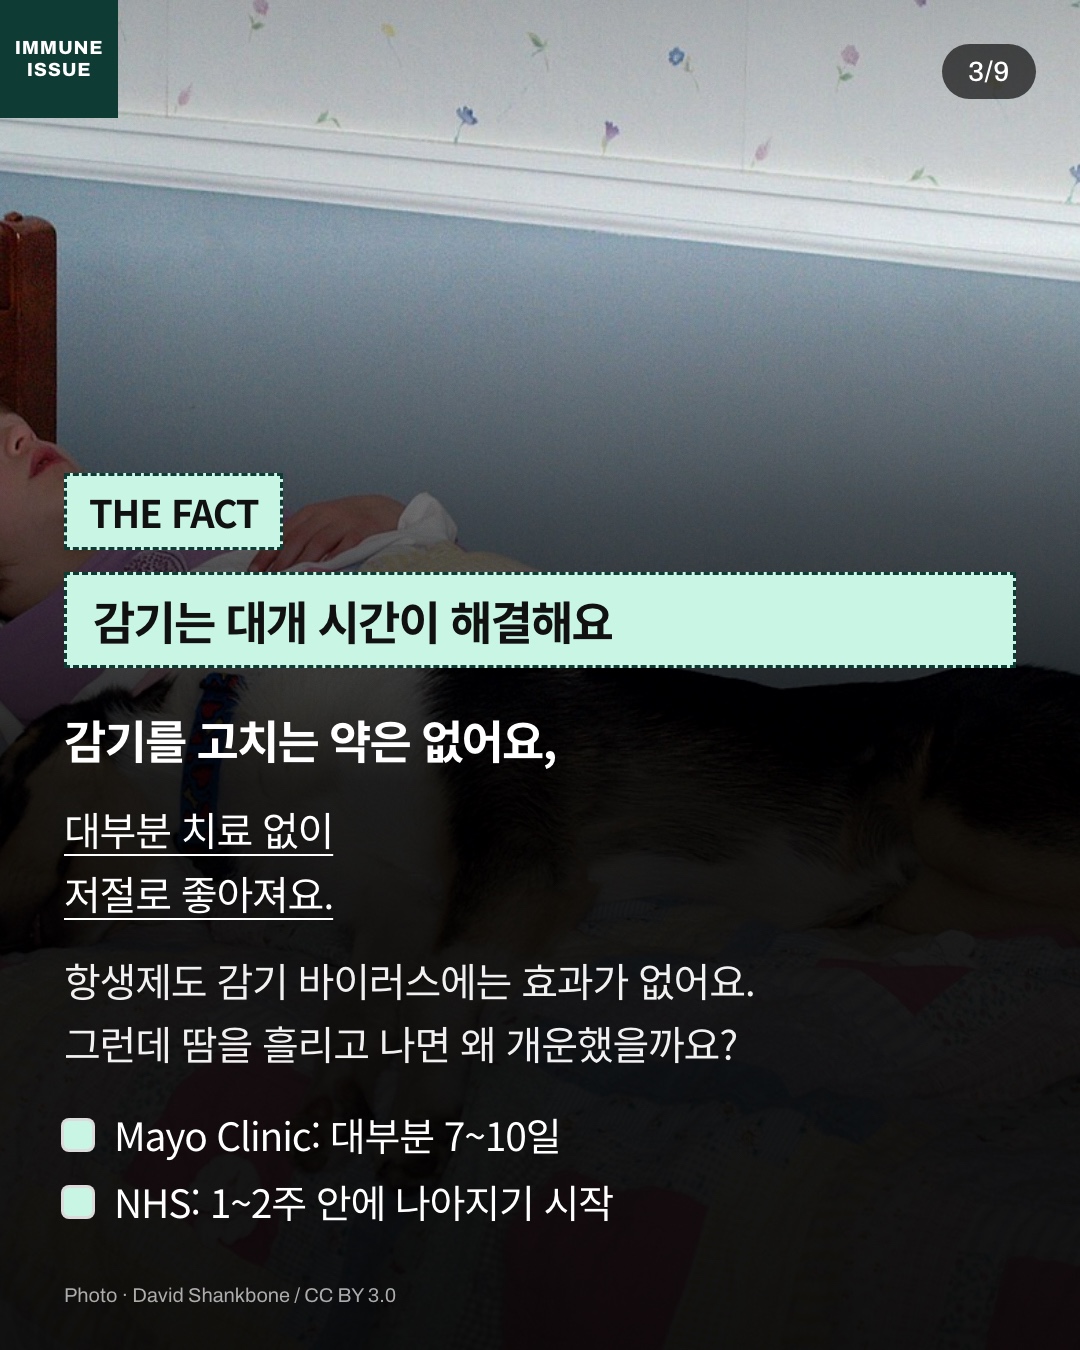 IMMUNE
ISSUE
3/9
THE FACT
감기는 대개 시간이 해결해요
감기를 고치는 약은 없어요,
대부분 치료 없이
저절로 좋아져요.
항생제도 감기 바이러스에는 효과가 없어요.
그런데 땀을 흘리고 나면 왜 개운했을까요?
Mayo Clinic: 대부분 7~10일
NHS: 1~2주 안에 나아지기 시작
Photo · David Shankbone / CC BY 3.0